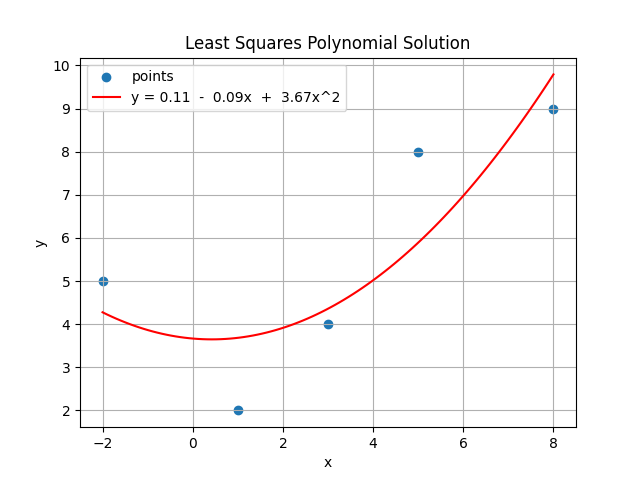 Least Squares Polynomial Solution
points
y = 0.11  -  0.09x  +  3.67x^2
10
9
8
7
6
5
4
3
2
y
−2 0 2 4 6 8
x